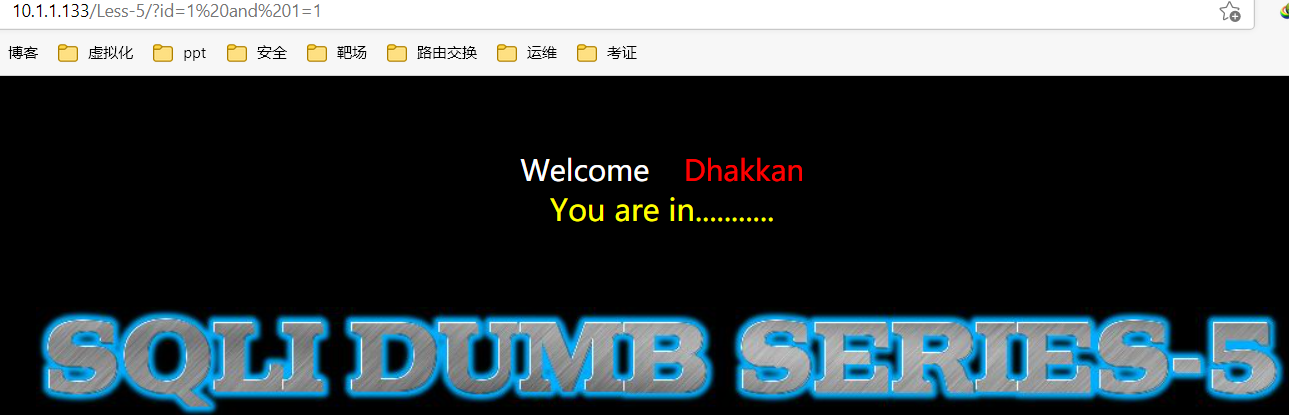 10.1.1.133/Less-5/?id=1%20and%201=1
博客 虚拟化 ppt 安全 靶场 路由交换 运维 考证
Welcome Dhakkan
You are in...........
SQLI DUMB SERIES-5